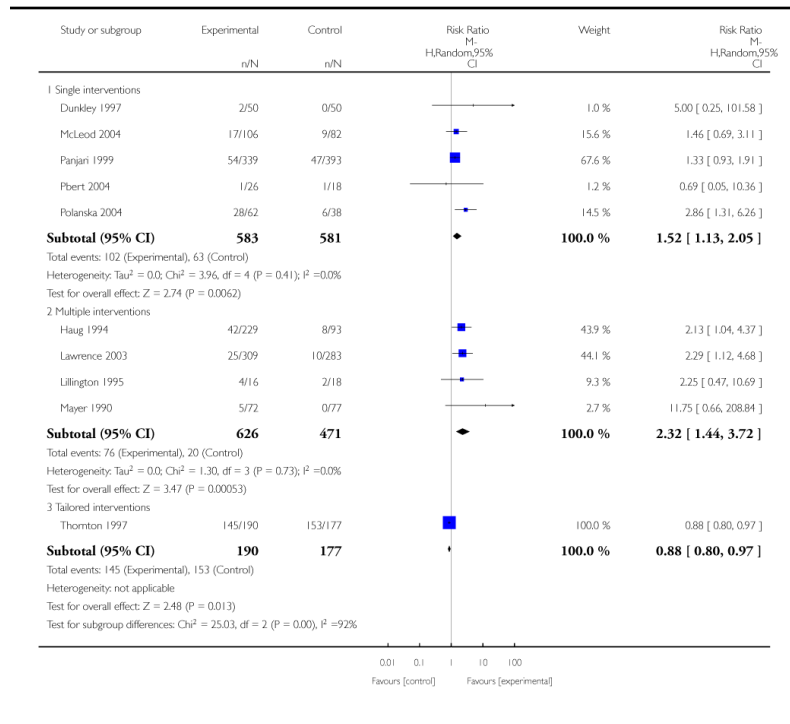 Study or subgroup Experimental Control Risk Ratio Weight Risk Ratio
M- M-
H,Random,95% H,Random,95%
n/N n/N CI CI
1 Single interventions
Dunkley 1997 2/50 0/50 1.0 % 5.00 [ 0.25, 101.58 ]
McLeod 2004 17/106 9/82 15.6 % 1.46 [ 0.69, 3.11 ]
Panjari 1999 54/339 47/393 67.6 % 1.33 [ 0.93, 1.91 ]
Pbert 2004 1/26 1/18 1.2 % 0.69 [ 0.05, 10.36 ]
Polanska 2004 28/62 6/38 14.5 % 2.86 [ 1.31, 6.26 ]
Subtotal (95% CI) 583 581 100.0 % 1.52 [ 1.13, 2.05 ]
Total events: 102 (Experimental), 63 (Control)
Heterogeneity: Tau² = 0.0; Chi² = 3.96, df = 4 (P = 0.41); I² =0.0%
Test for overall effect: Z = 2.74 (P = 0.0062)
2 Multiple interventions
Haug 1994 42/229 8/93 43.9 % 2.13 [ 1.04, 4.37 ]
Lawrence 2003 25/309 10/283 44.1 % 2.29 [ 1.12, 4.68 ]
Lillington 1995 4/16 2/18 9.3 % 2.25 [ 0.47, 10.69 ]
Mayer 1990 5/72 0/77 2.7 % 11.75 [ 0.66, 208.84 ]
Subtotal (95% CI) 626 471 100.0 % 2.32 [ 1.44, 3.72 ]
Total events: 76 (Experimental), 20 (Control)
Heterogeneity: Tau² = 0.0; Chi² = 1.30, df = 3 (P = 0.73); I² =0.0%
Test for overall effect: Z = 3.47 (P = 0.00053)
3 Tailored interventions
Thornton 1997 145/190 153/177 100.0 % 0.88 [ 0.80, 0.97 ]
Subtotal (95% CI) 190 177 100.0 % 0.88 [ 0.80, 0.97 ]
Total events: 145 (Experimental), 153 (Control)
Heterogeneity: not applicable
Test for overall effect: Z = 2.48 (P = 0.013)
Test for subgroup differences: Chi² = 25.03, df = 2 (P = 0.00), I² =92%
0.01 0.1 1 10 100
Favours [control] Favours [experimental]